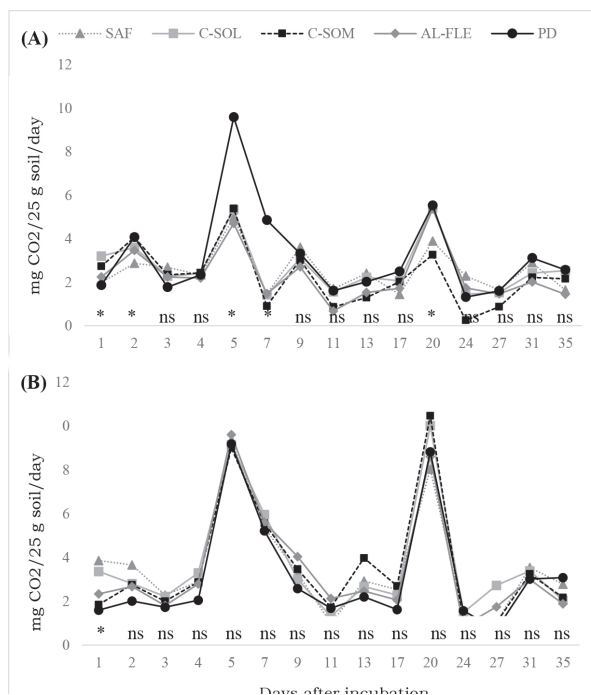 (A) SAF C-SOL C-SOM AL-FLE PD
12
10
8
6
4
2
0
mg CO2/25 g soil/day
* * ns ns * * ns ns ns ns * ns ns ns ns
1 2 3 4 5 7 9 11 13 17 20 24 27 31 35
(B)
12
0
8
6
4
2
0
mg CO2/25 g soil/day
* ns ns ns ns ns ns ns ns ns ns ns ns ns ns
1 2 3 4 5 7 9 11 13 17 20 24 27 31 35
Days after incubation